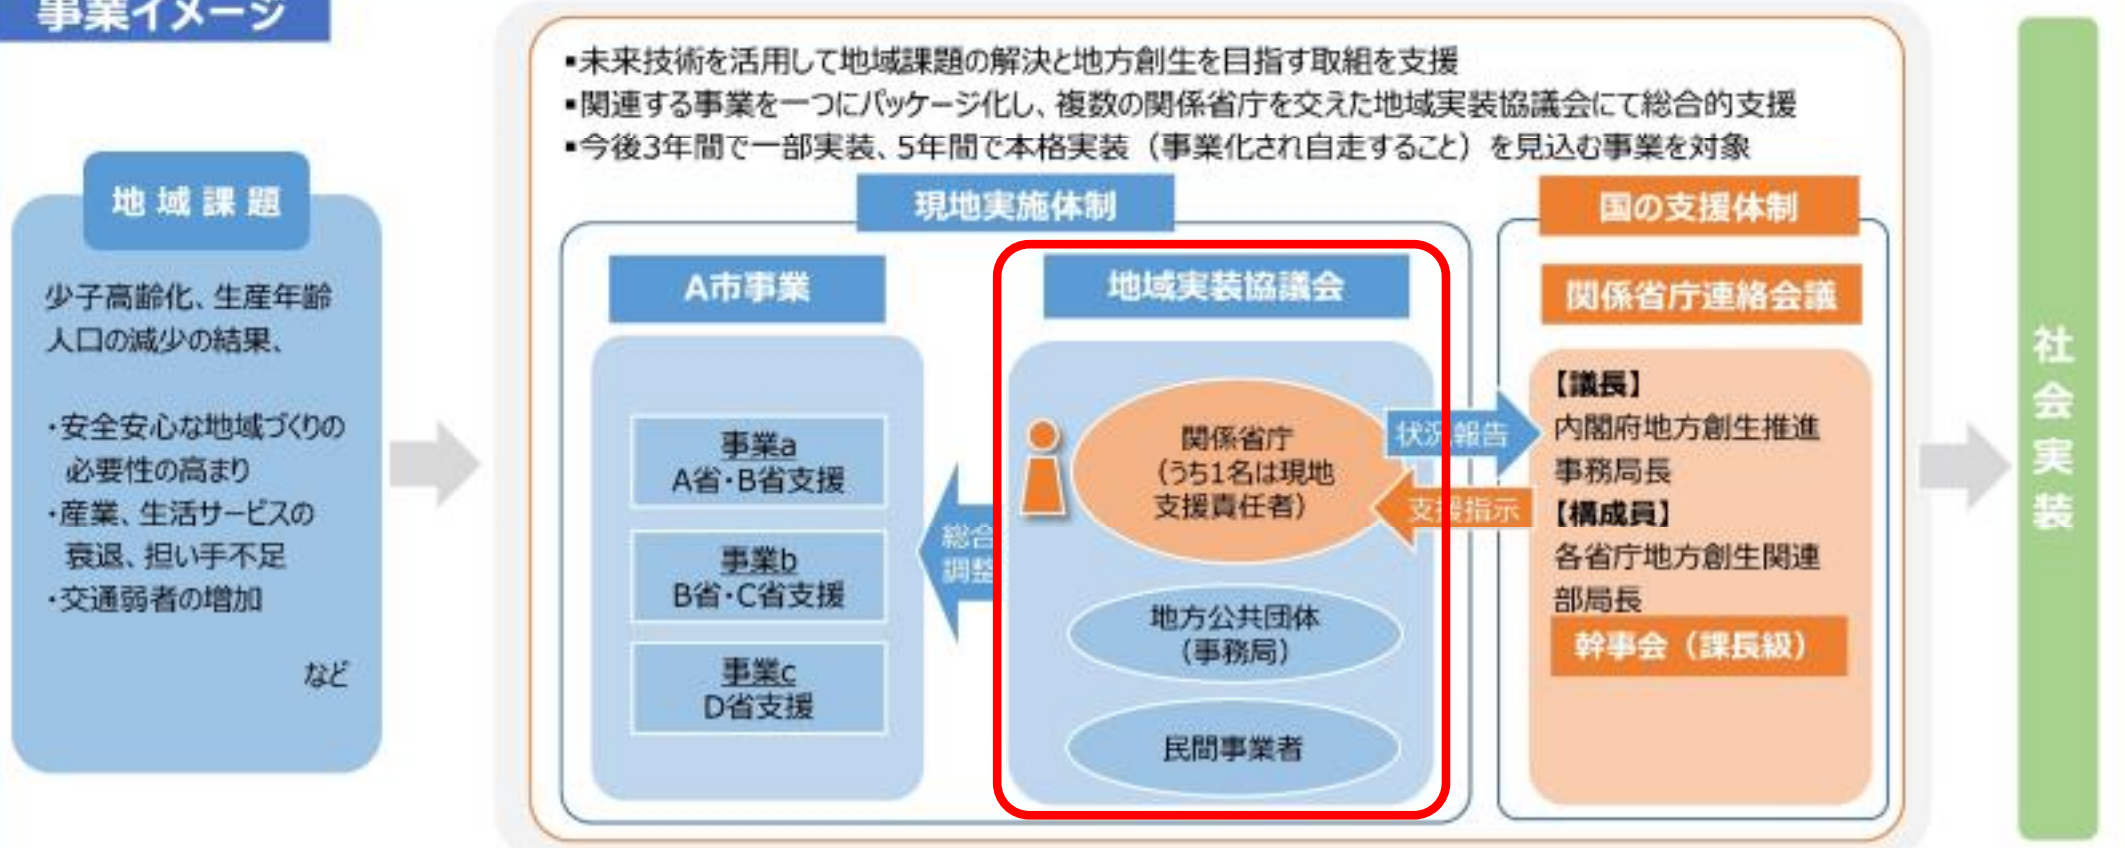 事業イメージ
▪未来技術を活用して地域課題の解決と地方創生を目指す取組を支援
▪関連する事業を一つにパッケージ化し、複数の関係省庁を交えた地域実装協議会にて総合的支援
▪今後3年間で一部実装、5年間で本格実装（事業化され自走すること）を見込む事業を対象
地域課題
少子高齢化、生産年齢
人口の減少の結果、
・安全安心な地域づくりの
必要性の高まり
・産業、生活サービスの
衰退、担い手不足
・交通弱者の増加
など
現地実施体制
A市事業
事業a
A省・B省支援
事業b
B省・C省支援
事業c
D省支援
総合
調整
地域実装協議会
関係省庁
（うち1名は現地
支援責任者）
地方公共団体
（事務局）
民間事業者
状況報告
支援指示
国の支援体制
関係省庁連絡会議
【議長】
内閣府地方創生推進
事務局長
【構成員】
各省庁地方創生関連
部局長
幹事会（課長級）
社会実装